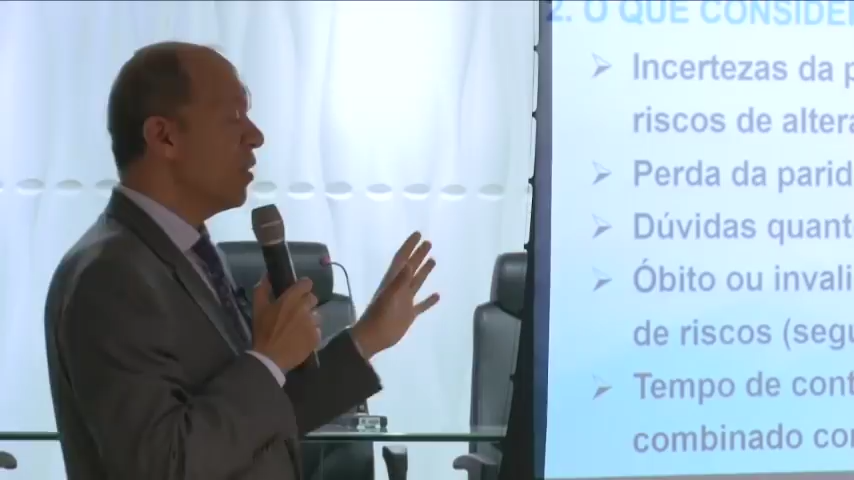 2. O QUE CONSIDE
Incertezas da p
riscos de altera
Perda da parid
Dúvidas quant
Óbito ou invali
de riscos (segu
Tempo de cont
combinado co